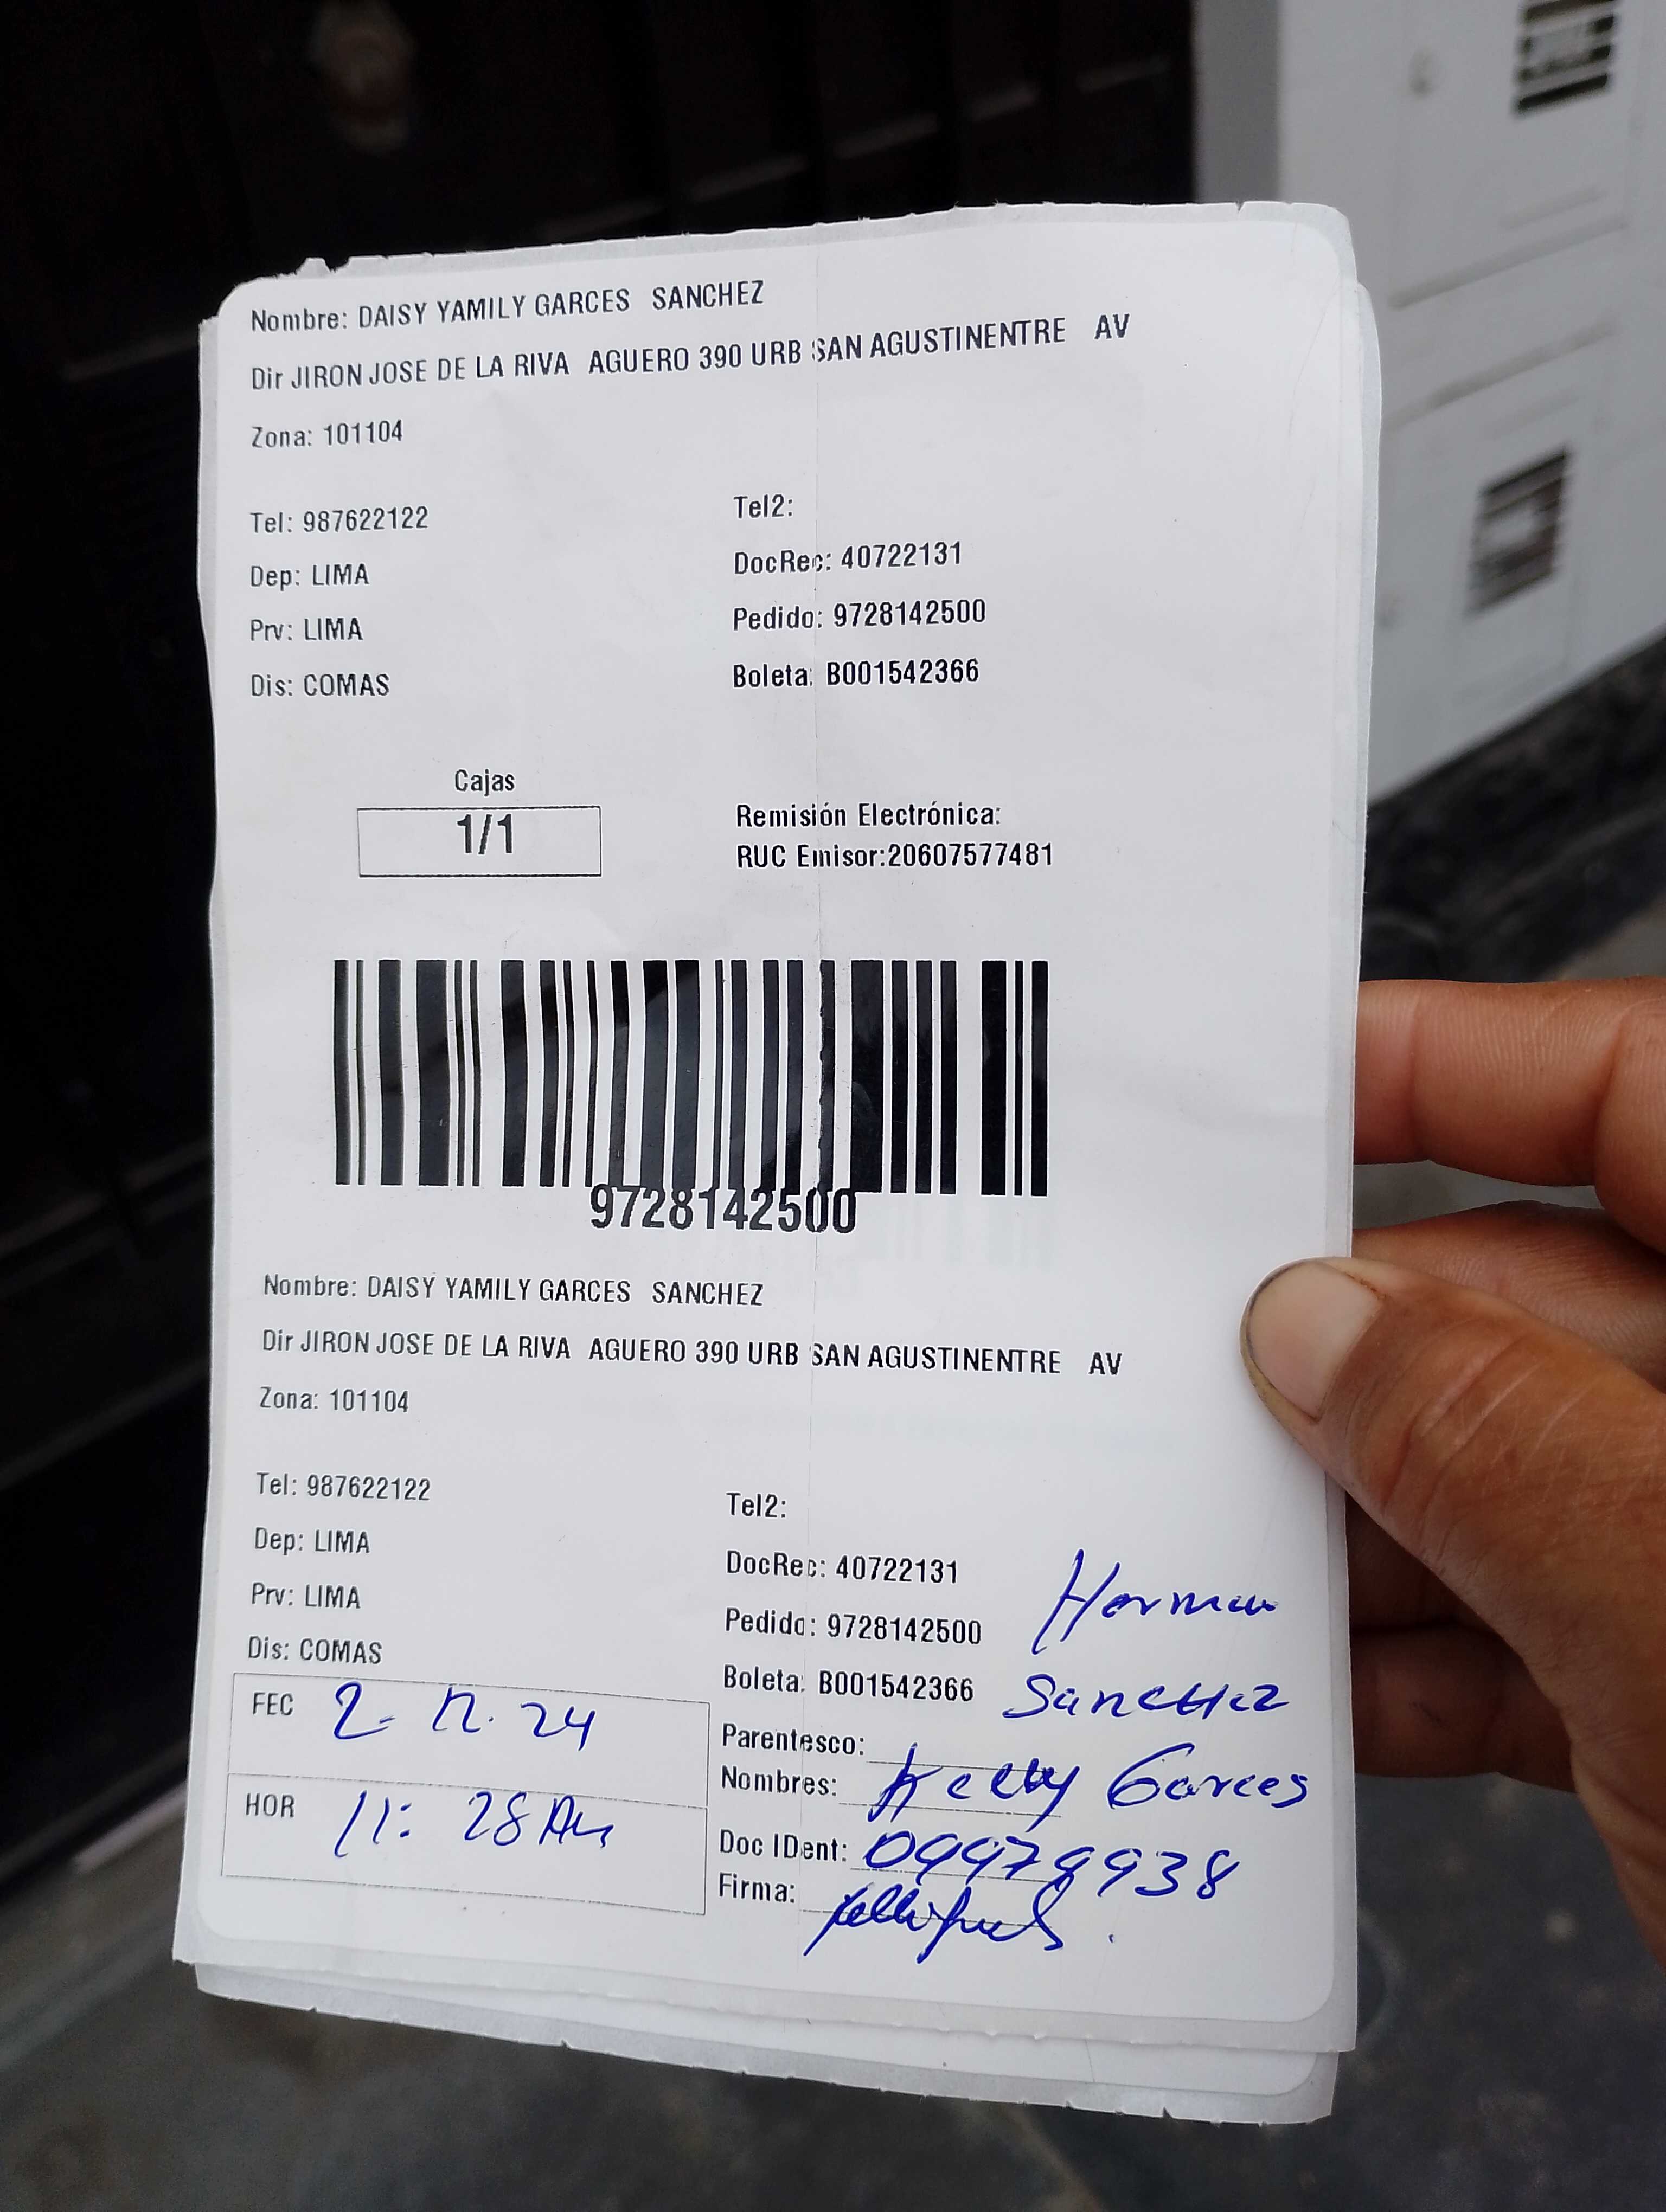 Nombre: DAISY YAMILY GARCES SANCHEZ
Dir JIRON JOSE DE LA RIVA AGUERO 390 URB SAN AGUSTINENTRE AV
Zona: 101104
Tel: 987622122
Tel2:
Dep: LIMA
DocRec: 40722131
Prv: LIMA
Pedido: 9728142500
Dis: COMAS
Boleta: B001542366
Cajas
1/1
Remisión Electrónica:
RUC Emisor:20607577481
9728142500
Nombre: DAISY YAMILY GARCES SANCHEZ
Dir JIRON JOSE DE LA RIVA AGUERO 390 URB SAN AGUSTINENTRE AV
Zona: 101104
Tel: 987622122
Tel2:
Dep: LIMA
DocRec: 40722131
Prv: LIMA
Pedido: 9728142500
Dis: COMAS
Boleta: B001542366
Sanchez
FEC 2. 12. 24
Parentesco:
Nombres: Kelly Garces
HOR 11: 28 Am
Doc IDent:
Firma: